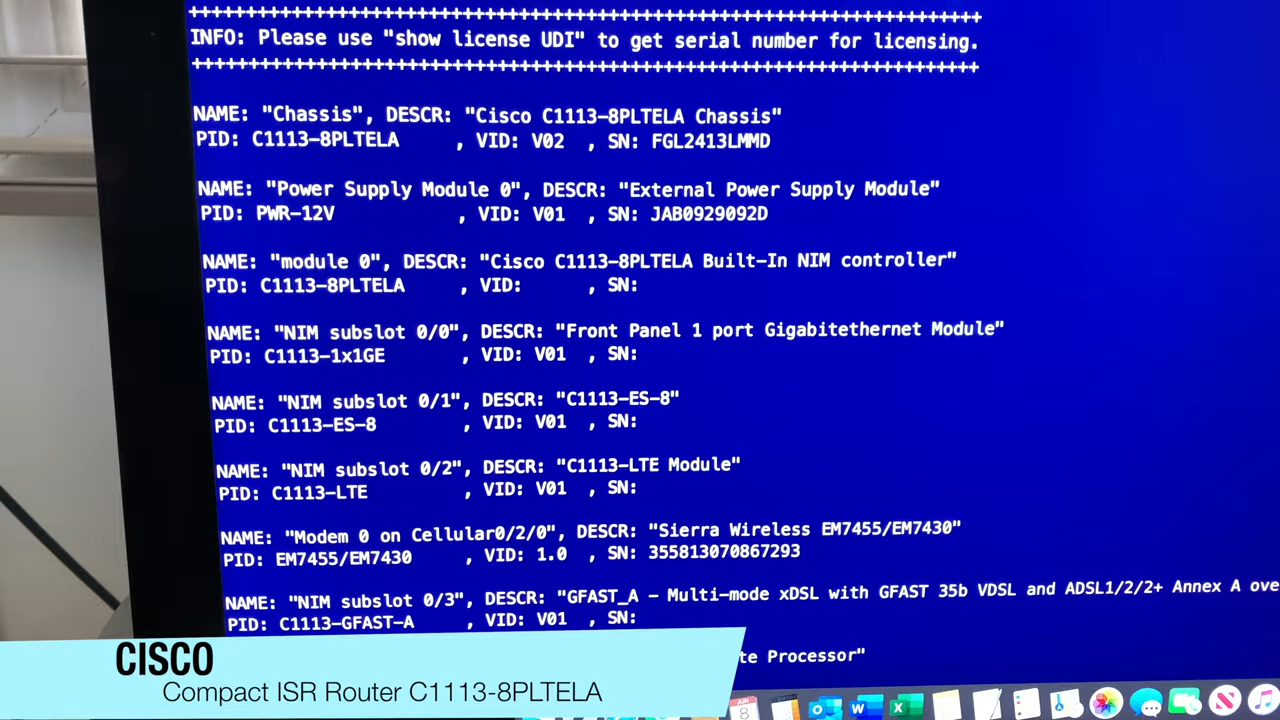 ++++++++++++++++++++++++++++++++++++++++++++++++++++++++++++++++++++++
INFO: Please use "show license UDI" to get serial number for licensing.
++++++++++++++++++++++++++++++++++++++++++++++++++++++++++++++++++++++
NAME: "Chassis", DESCR: "Cisco C1113-8PLTELA Chassis"
PID: C1113-8PLTELA , VID: V02 , SN: FGL2413LMMD
NAME: "Power Supply Module 0", DESCR: "External Power Supply Module"
PID: PWR-12V , VID: V01 , SN: JAB0929092D
NAME: "module 0", DESCR: "Cisco C1113-8PLTELA Built-In NIM controller"
PID: C1113-8PLTELA , VID: , SN:
NAME: "NIM subslot 0/0", DESCR: "Front Panel 1 port Gigabitethernet Module"
PID: C1113-1x1GE , VID: V01 , SN:
NAME: "NIM subslot 0/1", DESCR: "C1113-ES-8"
PID: C1113-ES-8 , VID: V01 , SN:
NAME: "NIM subslot 0/2", DESCR: "C1113-LTE Module"
PID: C1113-LTE , VID: V01 , SN:
NAME: "Modem 0 on Cellular0/2/0", DESCR: "Sierra Wireless EM7455/EM7430"
PID: EM7455/EM7430 , VID: 1.0 , SN: 355813070867293
NAME: "NIM subslot 0/3", DESCR: "GFAST_A - Multi-mode xDSL with GFAST 35b VDSL and ADSL1/2/2+ Annex A ove
PID: C1113-GFAST-A , VID: V01 , SN:
te Processor"
CISCO
Compact ISR Router C1113-8PLTELA
8
W
X
N